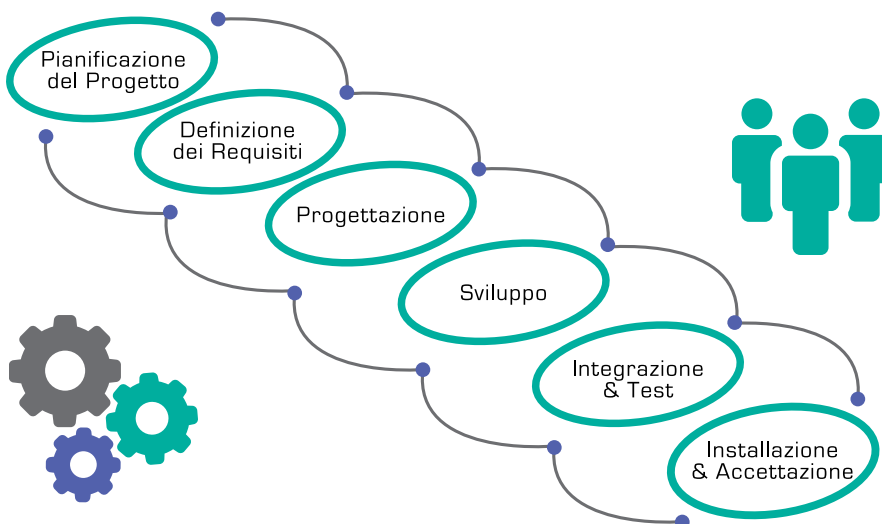 Pianificazione
del Progetto
Definizione
dei Requisiti
Progettazione
Sviluppo
Integrazione
& Test
Installazione
& Accettazione